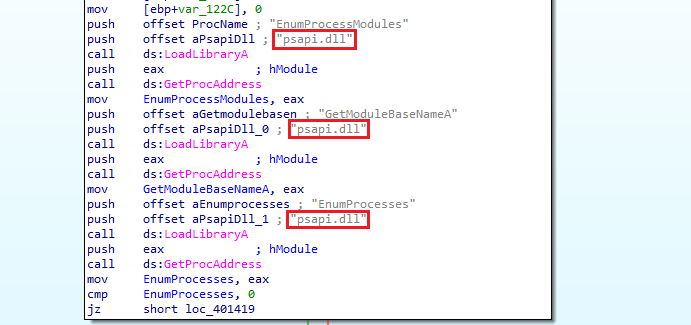 mov [ebp+var_122C], 0
push offset ProcName ; "EnumProcessModules"
push offset aPsapiDll ; "psapi.dll"
call ds:LoadLibraryA
push eax ; hModule
call ds:GetProcAddress
mov EnumProcessModules, eax
push offset aGetmodulebasen ; "GetModuleBaseNameA"
push offset aPsapiDll_0 ; "psapi.dll"
call ds:LoadLibraryA
push eax ; hModule
call ds:GetProcAddress
mov GetModuleBaseNameA, eax
push offset aEnumprocesses ; "EnumProcesses"
push offset aPsapiDll_1 ; "psapi.dll"
call ds:LoadLibraryA
push eax ; hModule
call ds:GetProcAddress
mov EnumProcesses, eax
cmp EnumProcesses, 0
jz short loc_401419